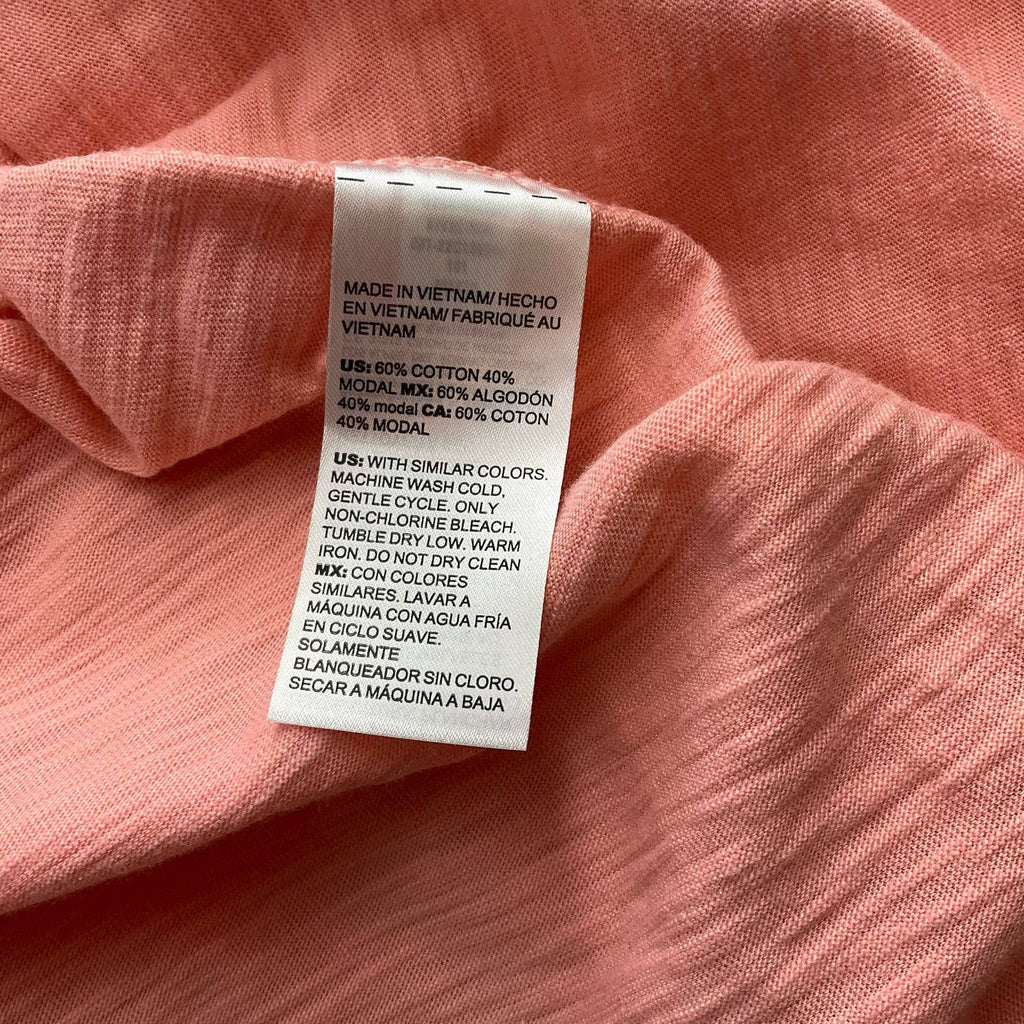 MADE IN VIETNAM/ HECHO
EN VIETNAM/ FABRIQUÉ AU
VIETNAM
US: 60% COTTON 40%
MODAL MX: 60% ALGODÓN
40% modal CA: 60% COTON
40% MODAL
US: WITH SIMILAR COLORS.
MACHINE WASH COLD,
GENTLE CYCLE. ONLY
NON-CHLORINE BLEACH.
TUMBLE DRY LOW. WARM
IRON. DO NOT DRY CLEAN
MX: CON COLORES
SIMILARES. LAVAR A
MÁQUINA CON AGUA FRÍA
EN CICLO SUAVE.
SOLAMENTE
BLANQUEADOR SIN CLORO.
SECAR A MÁQUINA A BAJA